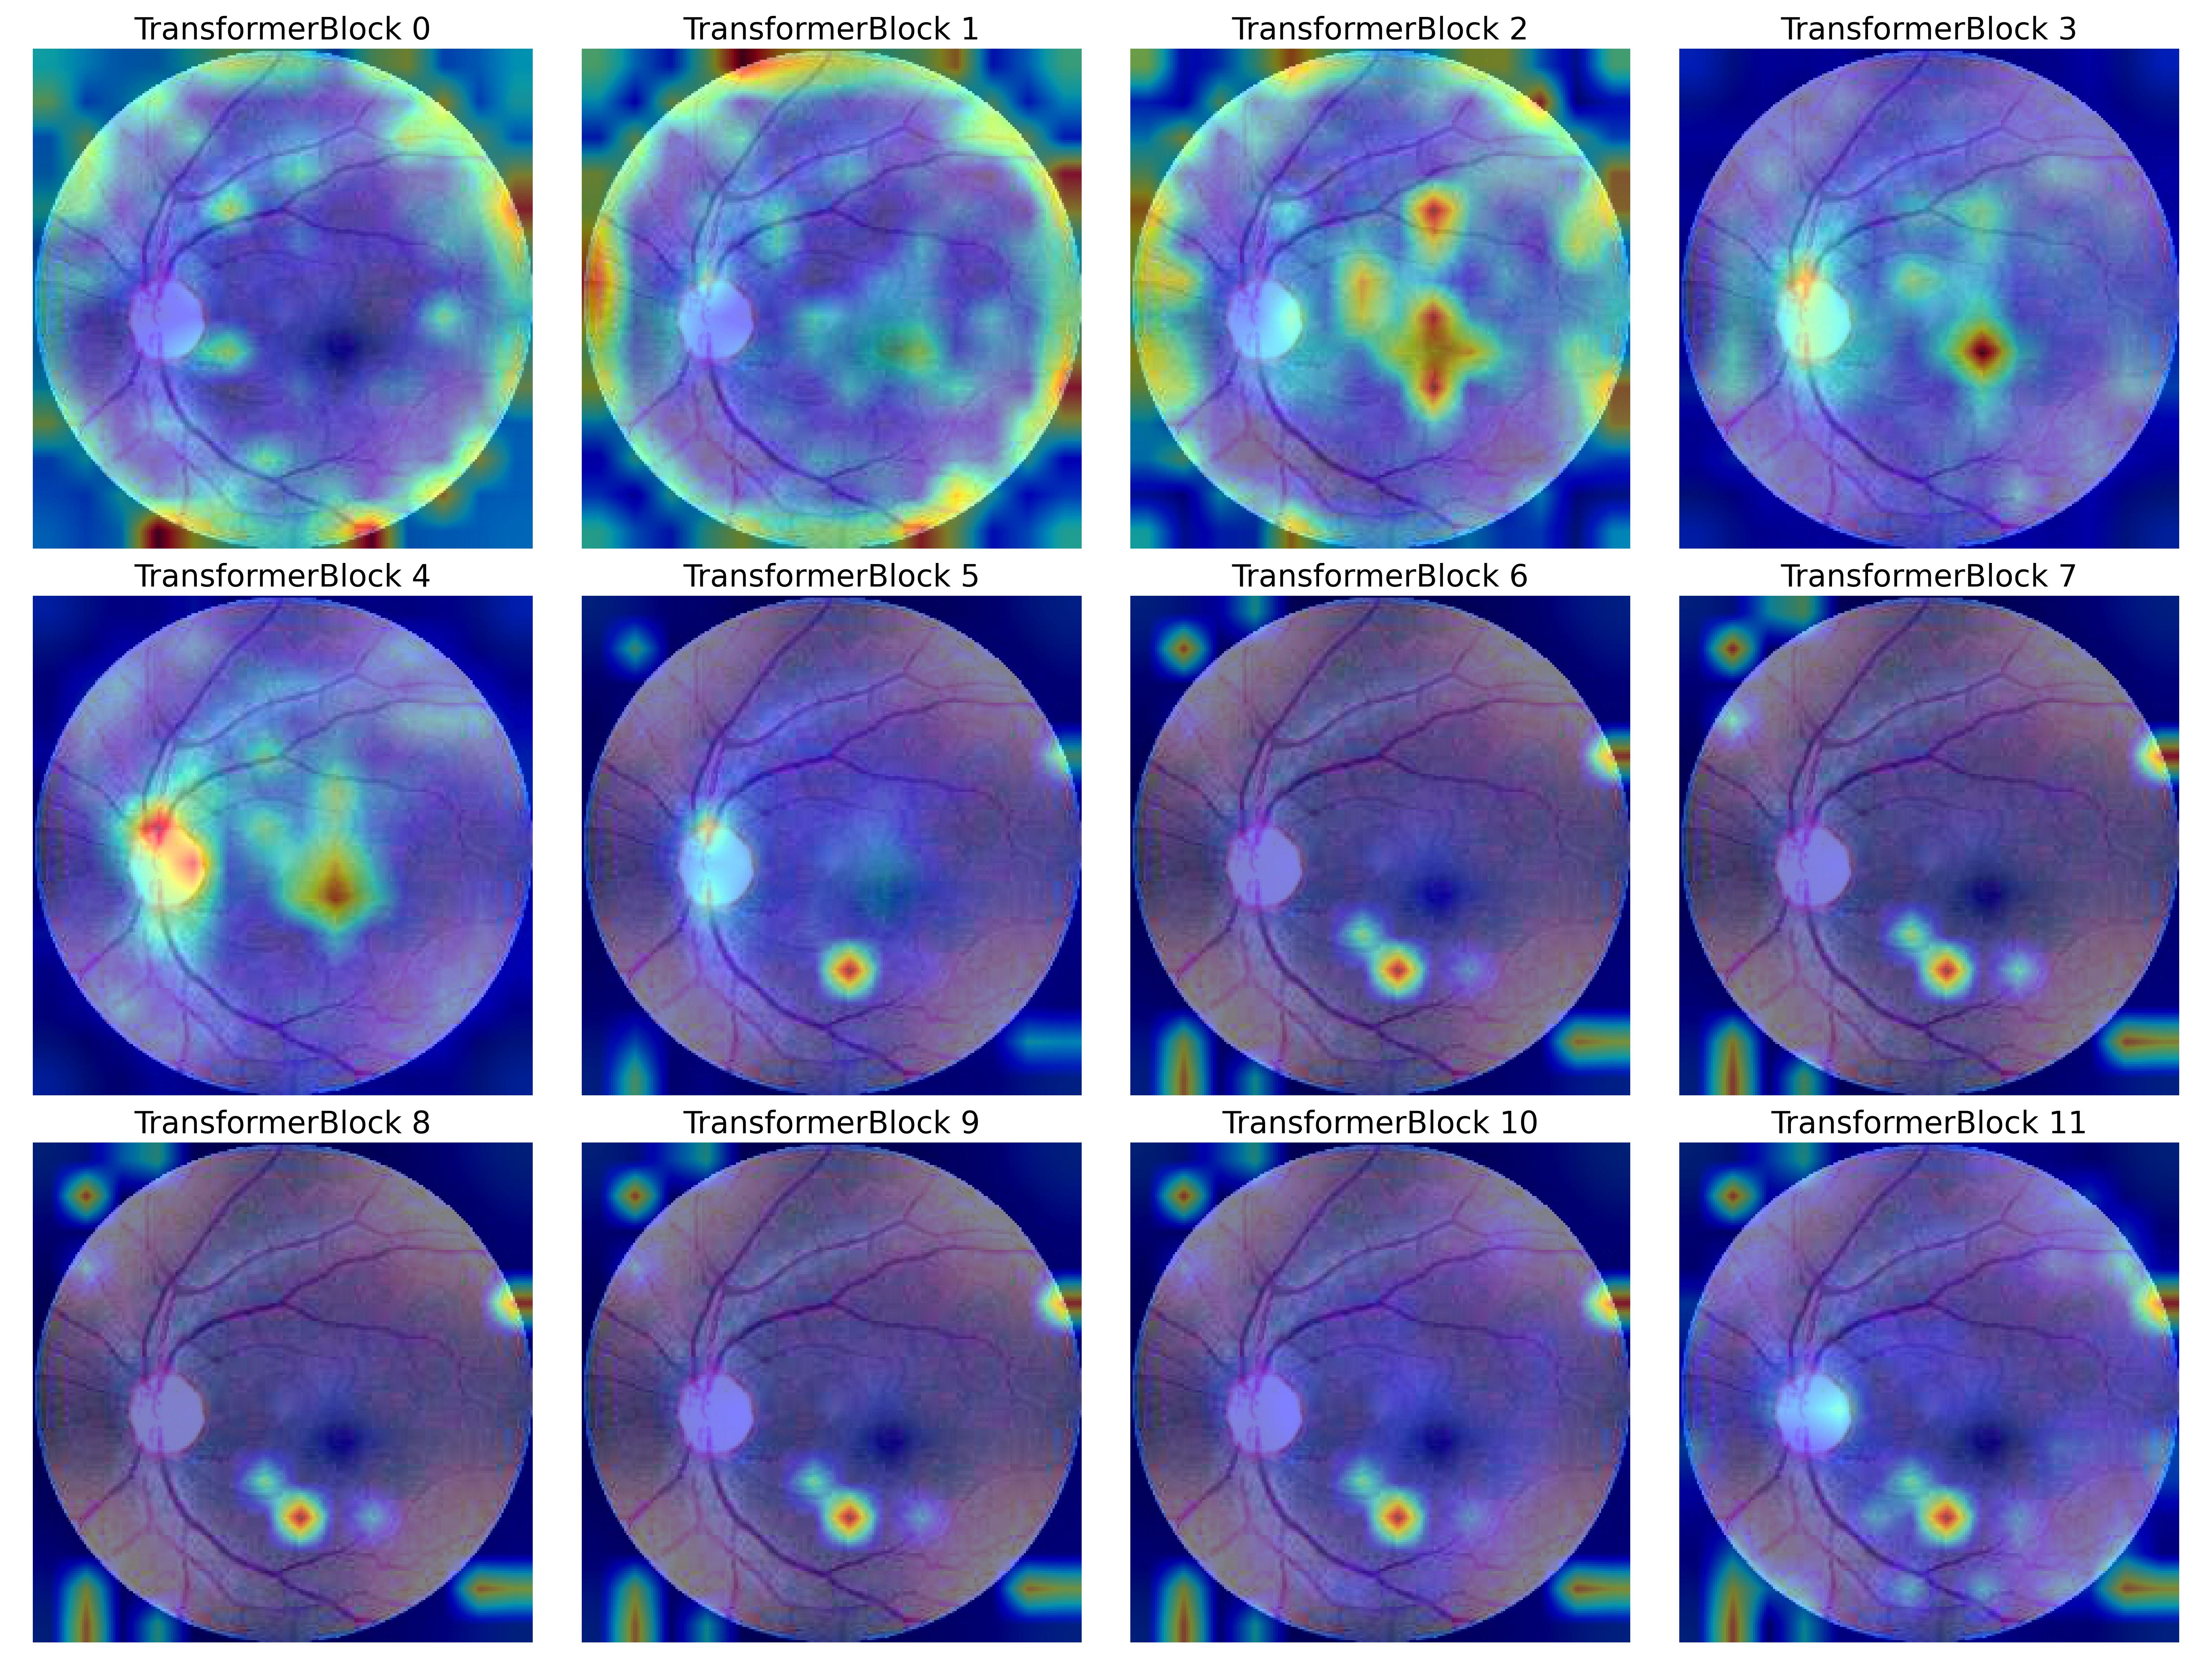 TransformerBlock 0
TransformerBlock 1
TransformerBlock 2
TransformerBlock 3
TransformerBlock 4
TransformerBlock 5
TransformerBlock 6
TransformerBlock 7
TransformerBlock 8
TransformerBlock 9
TransformerBlock 10
TransformerBlock 11